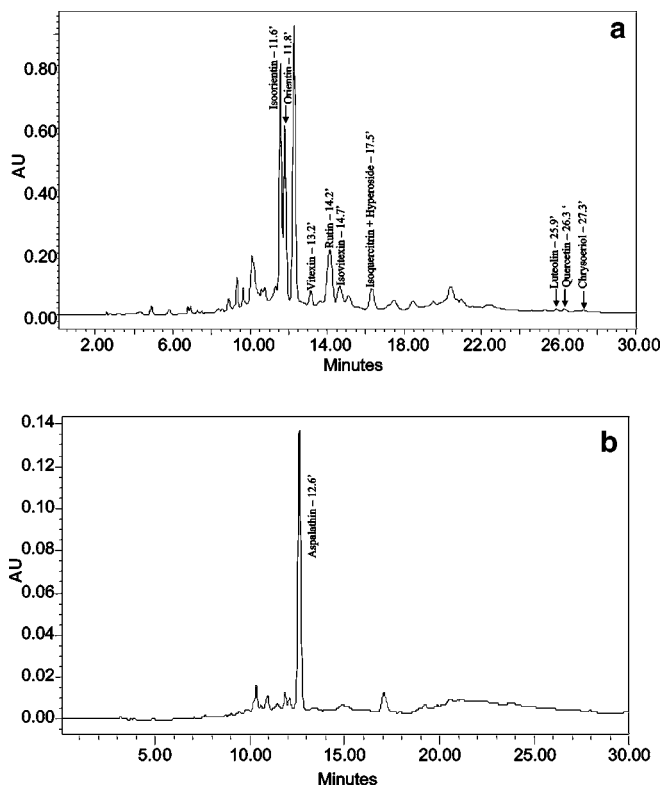 a
Isoorientin – 11.6'
Orientin – 11.8'
Vitexin – 13.2'
Rutin – 14.2'
Isovitexin – 14.7'
Isoquercitrin + Hyperoside – 17.5'
Luteolin – 25.9'
Quercetin – 26.3 '
Chrysoeriol – 27.3'
AU
0.80
0.60
0.40
0.20
0.00
2.00 6.00 10.00 14.00 18.00 22.00 26.00 30.00
Minutes
b
Aspalathin – 12.6'
AU
0.14
0.12
0.10
0.08
0.06
0.04
0.02
0.00
5.00 10.00 15.00 20.00 25.00 30.00
Minutes